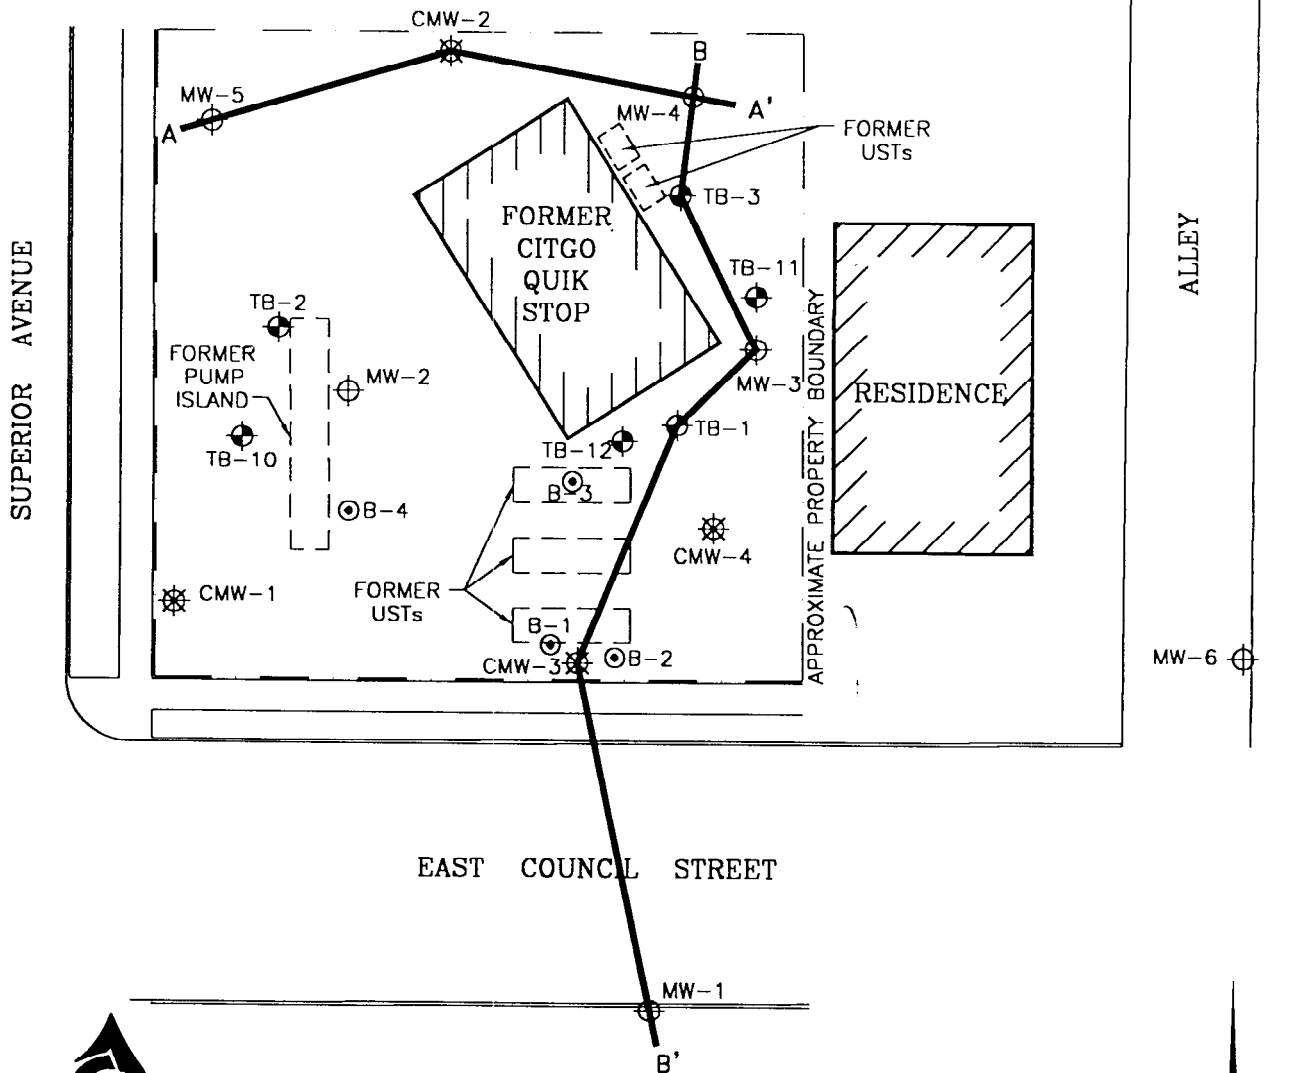 CMW-2
B
MW-5
MW-4
A'
A
FORMER
USTs
TB-3
FORMER
CITGO
QUIK
STOP
SUPERIOR AVENUE
ALLEY
TB-11
TB-2
FORMER
PUMP
ISLAND
MW-2
MW-3
APPROXIMATE PROPERTY BOUNDARY
RESIDENCE
TB-1
TB-12
TB-10
B-3
B-4
CMW-4
FORMER
USTs
CMW-1
B-1
CMW-3
B-2
MW-6
EAST COUNCIL STREET
MW-1
B'